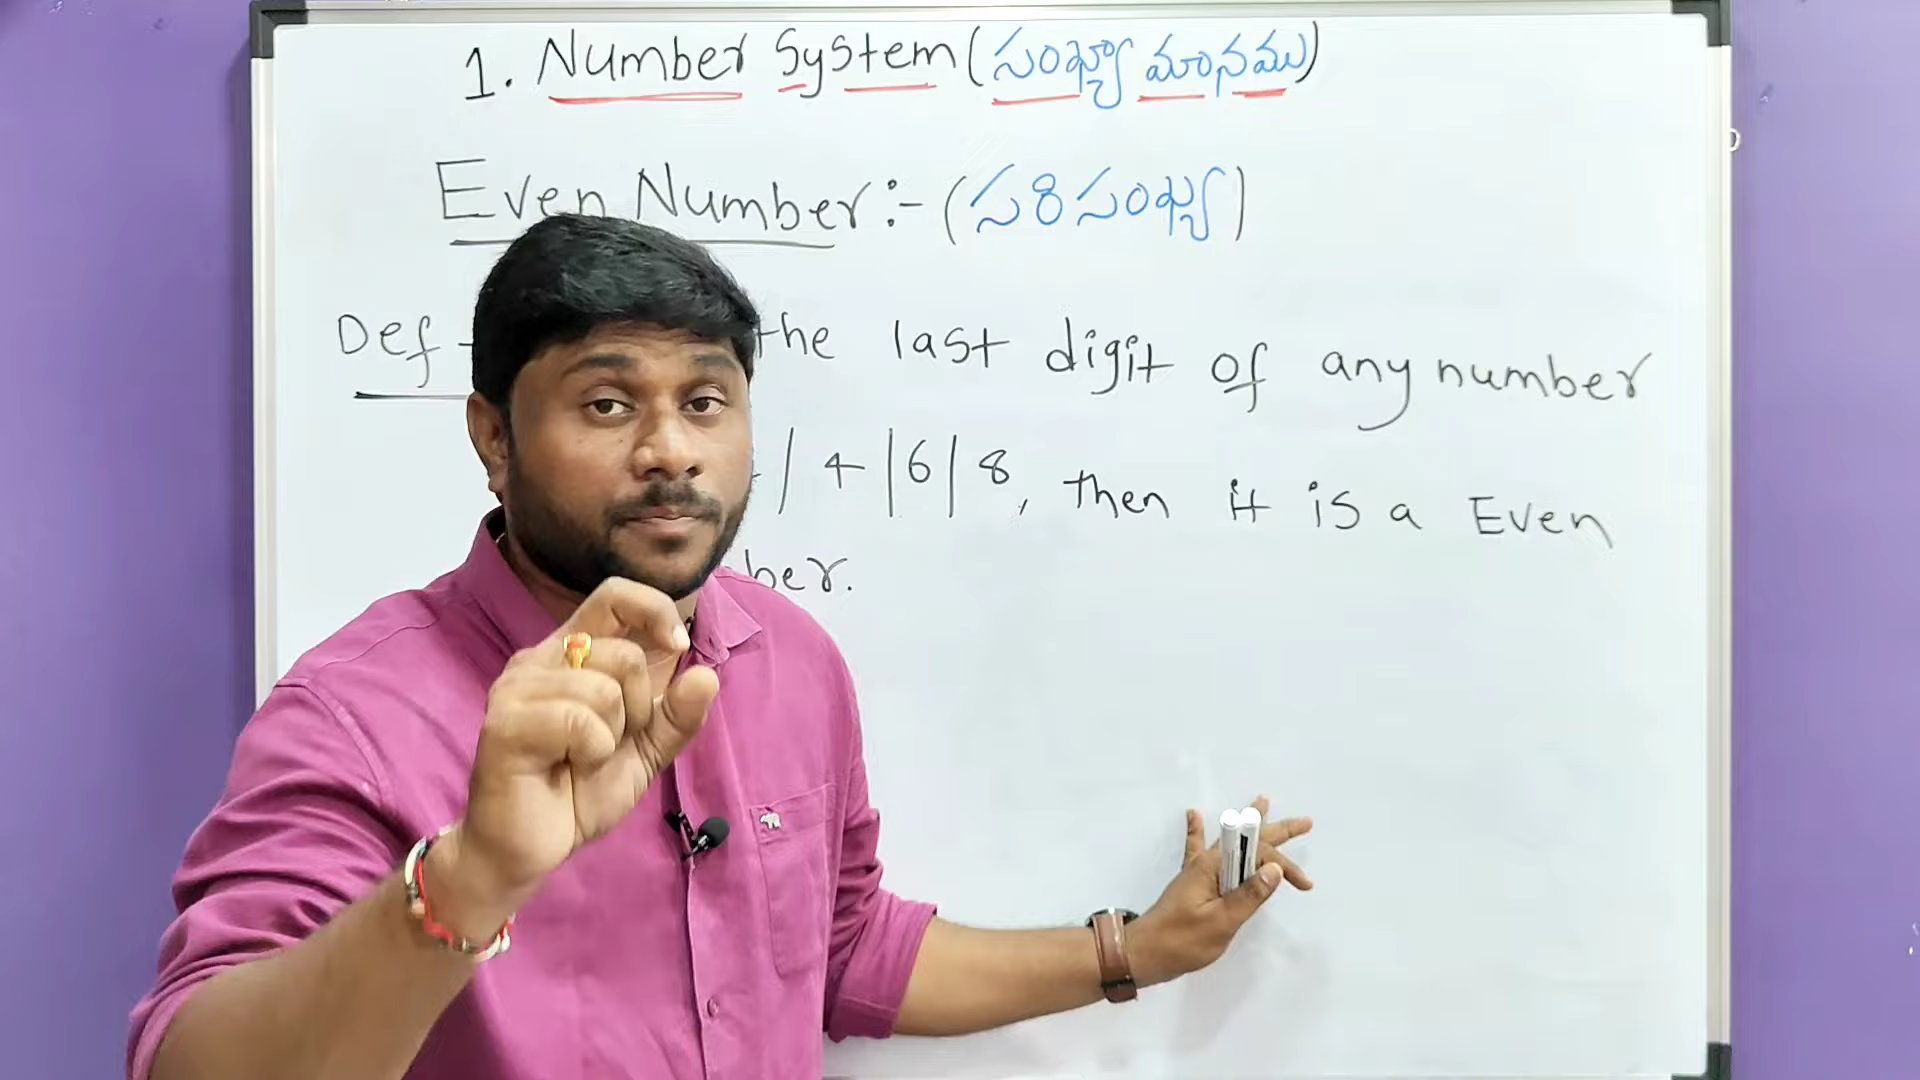 1. Number System (సంఖ్యా మానము)
Even Number:- (సరి సంఖ్య)
Def the last digit of any number
/ 4 / 6 / 8, then it is a Even
ber.